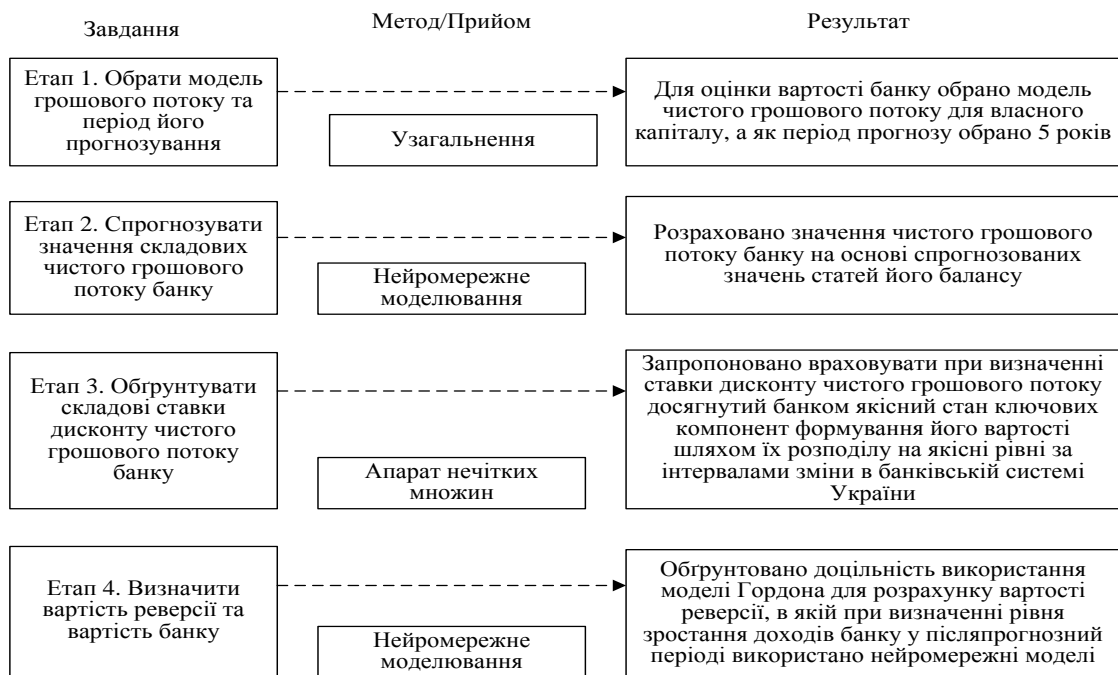 Завдання
Метод/Прийом
Результат
Етап 1. Обрати модель
грошового потоку та
період його
прогнозування
Узагальнення
Для оцінки вартості банку обрано модель
чистого грошового потоку для власного
капіталу, а як період прогнозу обрано 5 років
Етап 2. Спрогнозувати
значення складових
чистого грошового
потоку банку
Нейромережне
моделювання
Розраховано значення чистого грошового
потоку банку на основі спрогнозованих
значень статей його балансу
Етап 3. Обґрунтувати
складові ставки
дисконту чистого
грошового потоку
банку
Апарат нечітких
множин
Запропоновано враховувати при визначенні
ставки дисконту чистого грошового потоку
досягнутий банком якісний стан ключових
компонент формування його вартості
шляхом їх розподілу на якісні рівні за
інтервалами зміни в банківській системі
України
Етап 4. Визначити
вартість реверсії та
вартість банку
Нейромережне
моделювання
Обґрунтовано доцільність використання
моделі Гордона для розрахунку вартості
реверсії, в якій при визначенні рівня
зростання доходів банку у післяпрогнозний
періоді використано нейромережні моделі